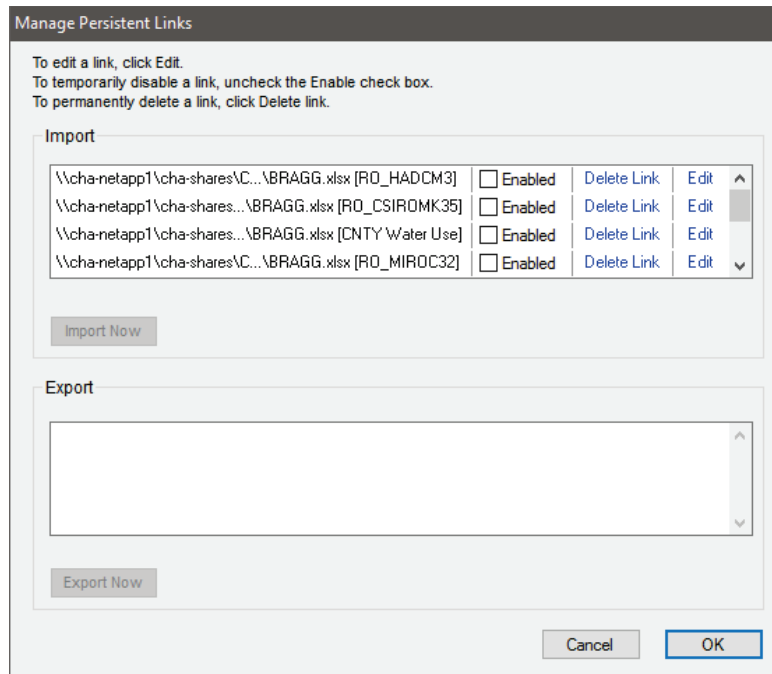 Manage Persistent Links
To edit a link, click Edit.
To temporarily disable a link, uncheck the Enable check box.
To permanently delete a link, click Delete link.
Import
\\cha-netapp1\cha-shares\C...\BRAGG.xlsx [RO_HADCM3] Enabled Delete Link Edit
\\cha-netapp1\cha-shares...\BRAGG.xlsx [RO_CSIROMK35] Enabled Delete Link Edit
\\cha-netapp1\cha-shares...\BRAGG.xlsx [CNTY Water Use] Enabled Delete Link Edit
\\cha-netapp1\cha-shares\C...\BRAGG.xlsx [RO_MIROC32] Enabled Delete Link Edit
Import Now
Export
Export Now
Cancel OK